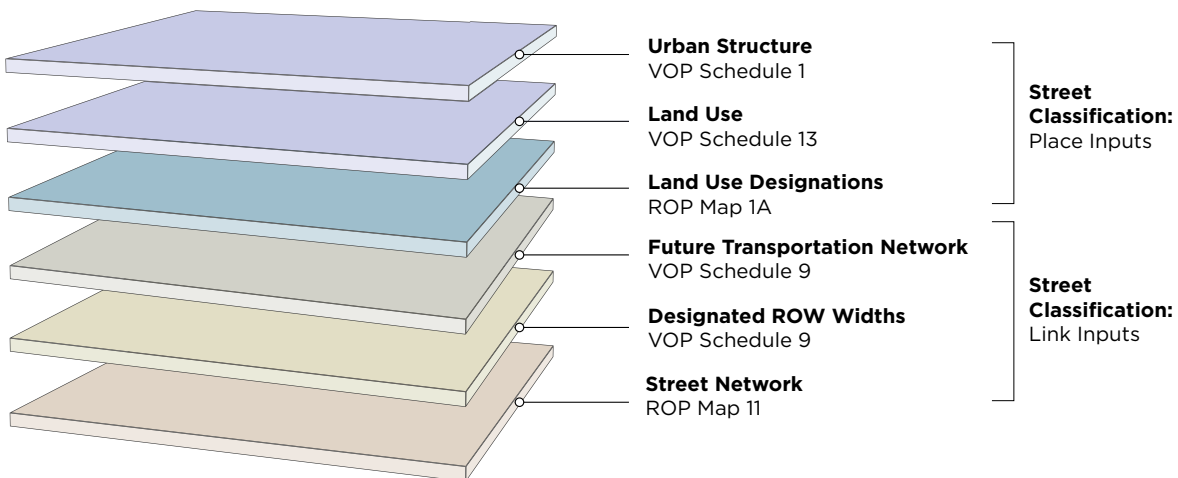 Urban Structure
VOP Schedule 1
Land Use
VOP Schedule 13
Land Use Designations
ROP Map 1A
Street
Classification:
Place Inputs
Future Transportation Network
VOP Schedule 9
Designated ROW Widths
VOP Schedule 9
Street Network
ROP Map 11
Street
Classification:
Link Inputs